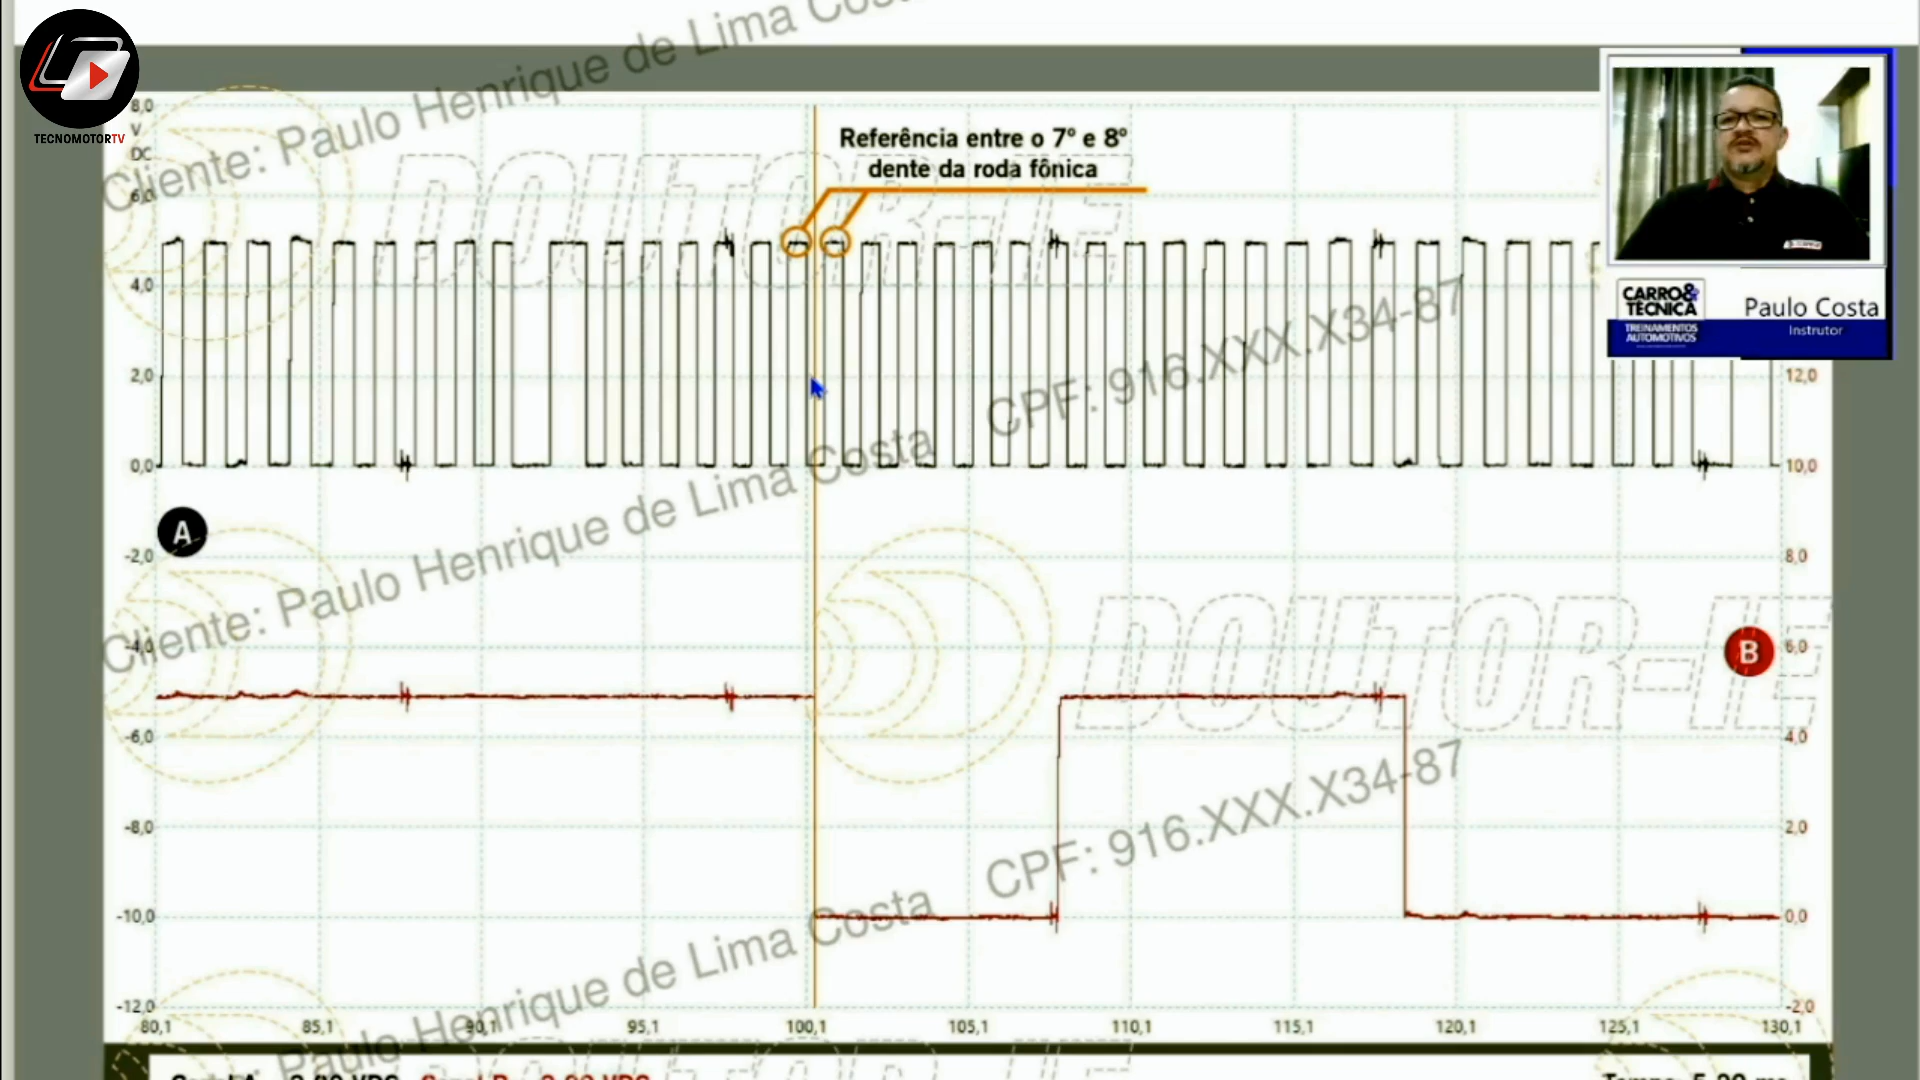 TECNOMOTORTV
Cliente: Paulo Henrique de Lima Costa
8,0
V
DC
6,0
4,0
2,0
0,0
-2,0
-4,0
-6,0
-8,0
-10,0
-12,0
Referência entre o 7º e 8º
dente da roda fônica
DOUTOR-IE
CPF: 916.XXX.X34-87
CARRO&
TÉCNICA
TREINAMENTOS
AUTOMOTIVOS
Paulo Costa
Instrutor
12,0
10,0
8,0
6,0
4,0
2,0
0,0
-2,0
A
B
Cliente: Paulo Henrique de Lima Costa
DOUTOR-IE
CPF: 916.XXX.X34-87
Paulo Henrique de Lima Costa
80,1 85,1 90,1 95,1 100,1 105,1 110,1 115,1 120,1 125,1 130,1